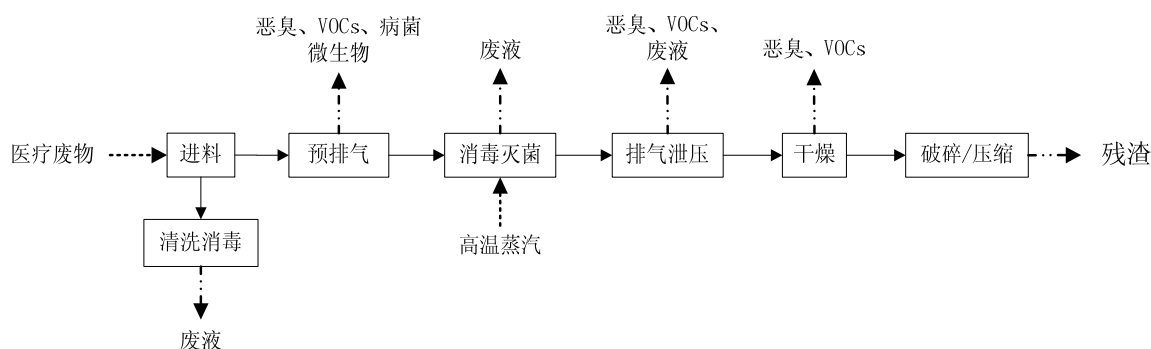 恶臭、VOCs、病菌
微生物
废液
恶臭、VOCs、
废液
恶臭、VOCs
医疗废物
进料
预排气
消毒灭菌
排气泄压
干燥
破碎/压缩
残渣
清洗消毒
高温蒸汽
废液